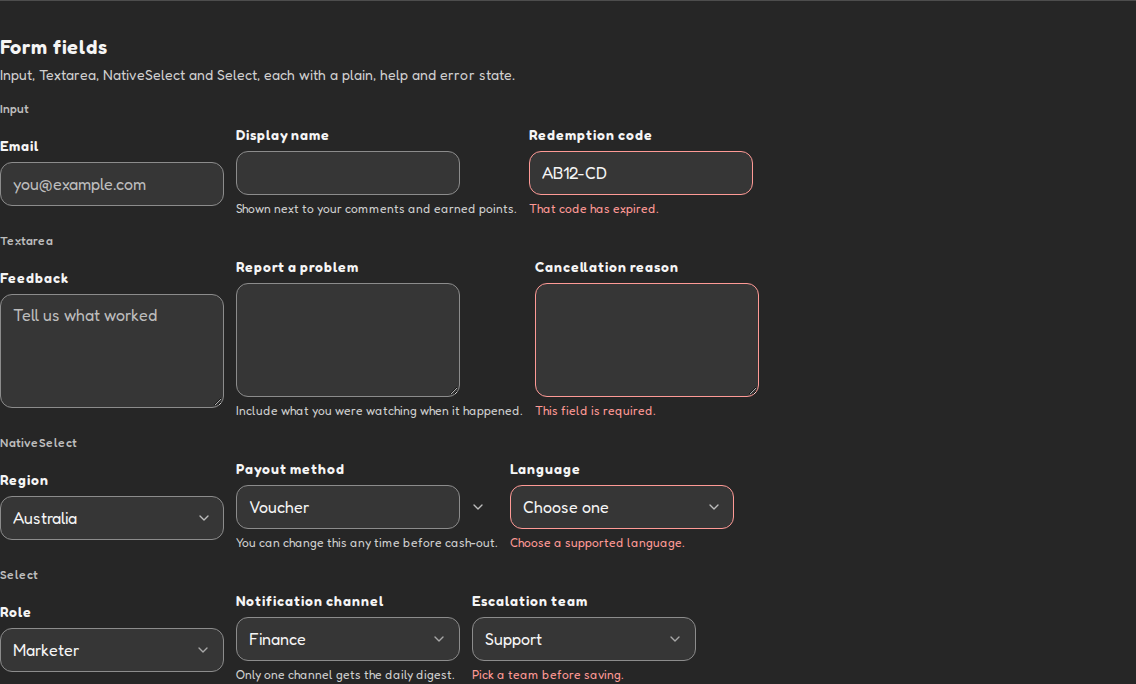 Form fields
Input, Textarea, NativeSelect and Select, each with a plain, help and error state.
Input
Email
Display name
Redemption code
you@example.com
AB12-CD
Shown next to your comments and earned points.
That code has expired.
Textarea
Feedback
Report a problem
Cancellation reason
Tell us what worked
Include what you were watching when it happened.
This field is required.
NativeSelect
Region
Payout method
Language
Australia
Voucher
Choose one
You can change this any time before cash-out.
Choose a supported language.
Select
Role
Notification channel
Escalation team
Marketer
Finance
Support
Only one channel gets the daily digest.
Pick a team before saving.